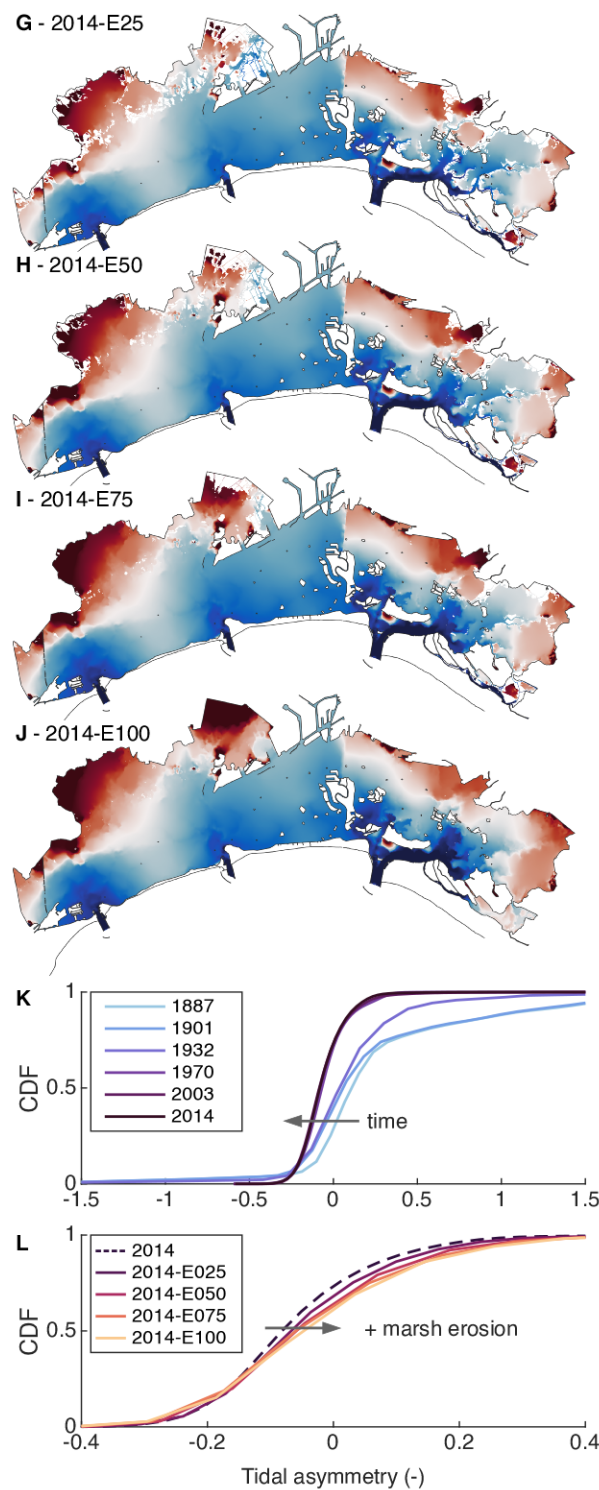 G - 2014-E25
H - 2014-E50
I - 2014-E75
J - 2014-E100
K
1
0.5
0
CDF
1887
1901
1932
1970
2003
2014
time
-1.5 -1 -0.5 0 0.5 1 1.5
L
1
0.5
0
CDF
2014
2014-E025
2014-E050
2014-E075
2014-E100
+ marsh erosion
-0.4 -0.2 0 0.2 0.4
Tidal asymmetry (-)